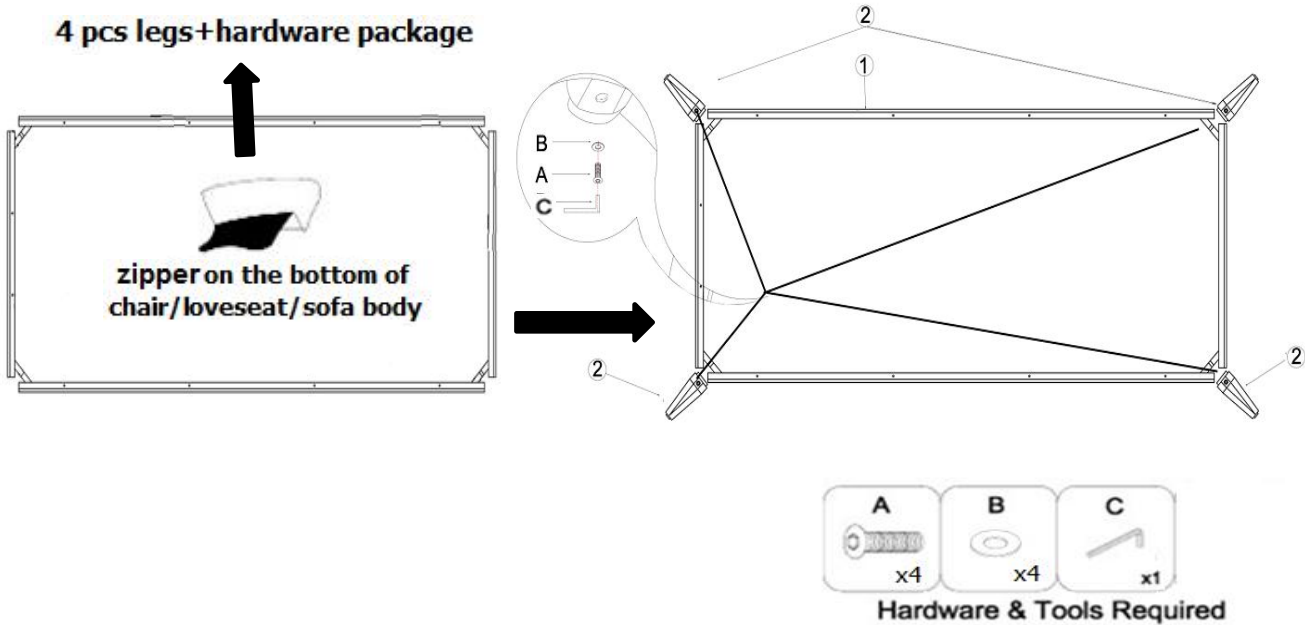 4 pcs legs+hardware package
zipper on the bottom of
chair/loveseat/sofa body
2
1
B
A
C
2
2
A
x4
B
x4
C
x1
Hardware & Tools Required